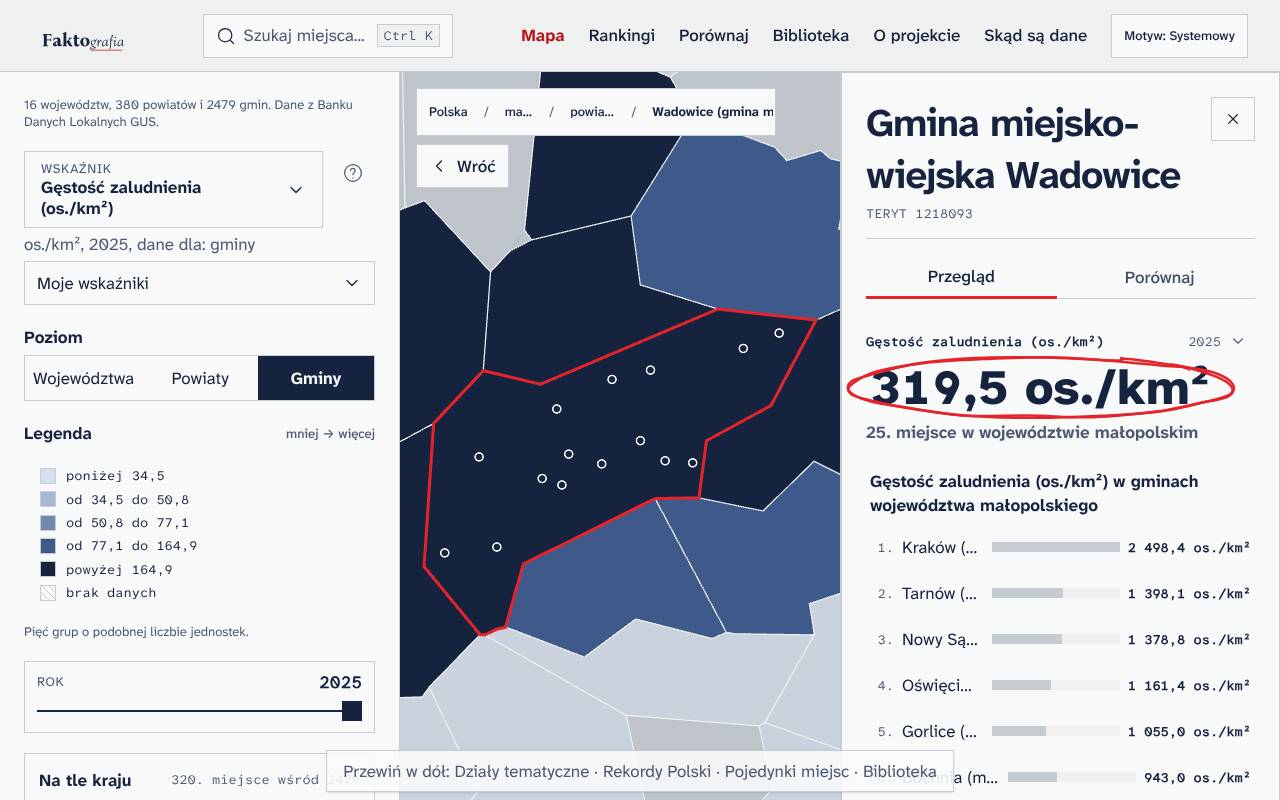 Faktografia
Szukaj miejsca... Ctrl K
Mapa Rankingi Porównaj Biblioteka O projekcie Skąd są dane Motyw: Systemowy
16 województw, 380 powiatów i 2479 gmin. Dane z Banku
Danych Lokalnych GUS.
WSKAŹNIK
Gęstość zaludnienia
(os./km²)
os./km², 2025, dane dla: gminy
Moje wskaźniki
Poziom
Województwa Powiaty Gminy
Legenda mniej → więcej
poniżej 34,5
od 34,5 do 50,8
od 50,8 do 77,1
od 77,1 do 164,9
powyżej 164,9
brak danych
Pięć grup o podobnej liczbie jednostek.
ROK 2025
Na tle kraju 320. miejsce wśród
Polska / ma... / powia... / Wadowice (gmina m
Wróć
Gmina miejsko-
wiejska Wadowice
TERYT 1218093
Przegląd Porównaj
Gęstość zaludnienia (os./km²) 2025
319,5 os./km²
25. miejsce w województwie małopolskim
Gęstość zaludnienia (os./km²) w gminach
województwa małopolskiego
1. Kraków (... 2 498,4 os./km²
2. Tarnów (... 1 398,1 os./km²
3. Nowy Są... 1 378,8 os./km²
4. Oświęci... 1 161,4 os./km²
5. Gorlice (... 1 055,0 os./km²
(m... 943,0 os./km²
Przewiń w dół: Działy tematyczne · Rekordy Polski · Pojedynki miejsc · Biblioteka